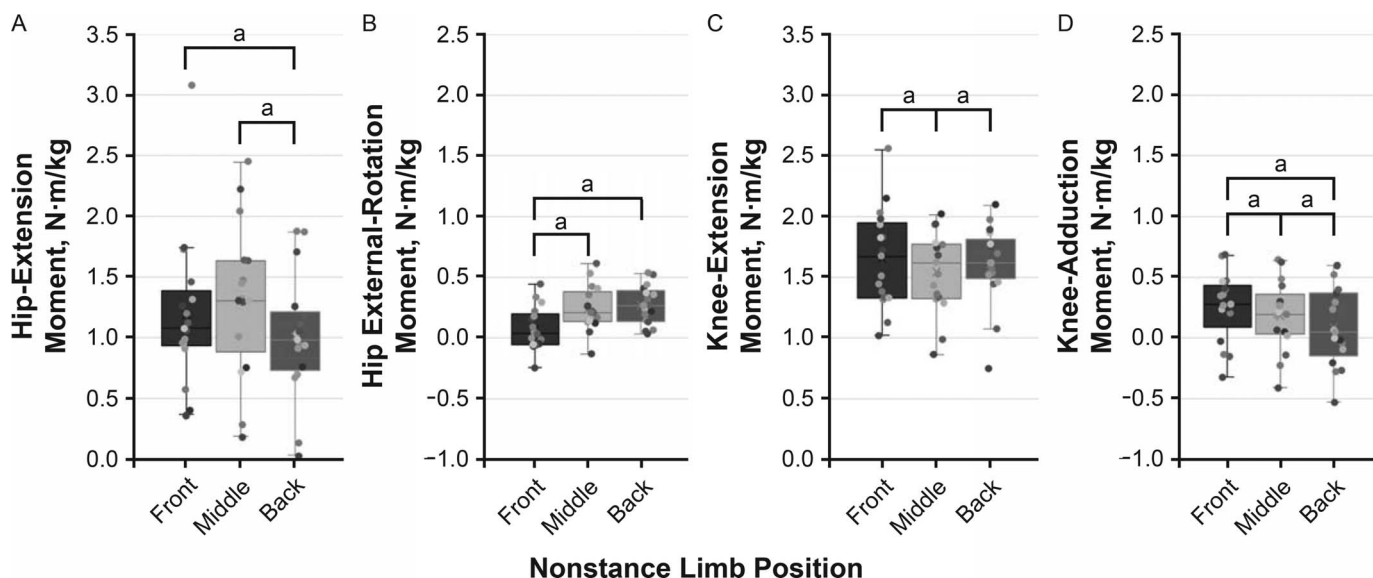 A
Hip-Extension
Moment, N·m/kg
3.5
3.0
2.5
2.0
1.5
1.0
0.5
0.0
a
a
Front
Middle
Back
B
Hip External-Rotation
Moment, N·m/kg
2.5
2.0
1.5
1.0
0.5
0.0
−0.5
−1.0
a
a
Front
Middle
Back
C
Knee-Extension
Moment, N·m/kg
3.5
3.0
2.5
2.0
1.5
1.0
0.5
0.0
a
a
Front
Middle
Back
D
Knee-Adduction
Moment, N·m/kg
2.5
2.0
1.5
1.0
0.5
0.0
−0.5
−1.0
a
a
a
Front
Middle
Back
Nonstance Limb Position